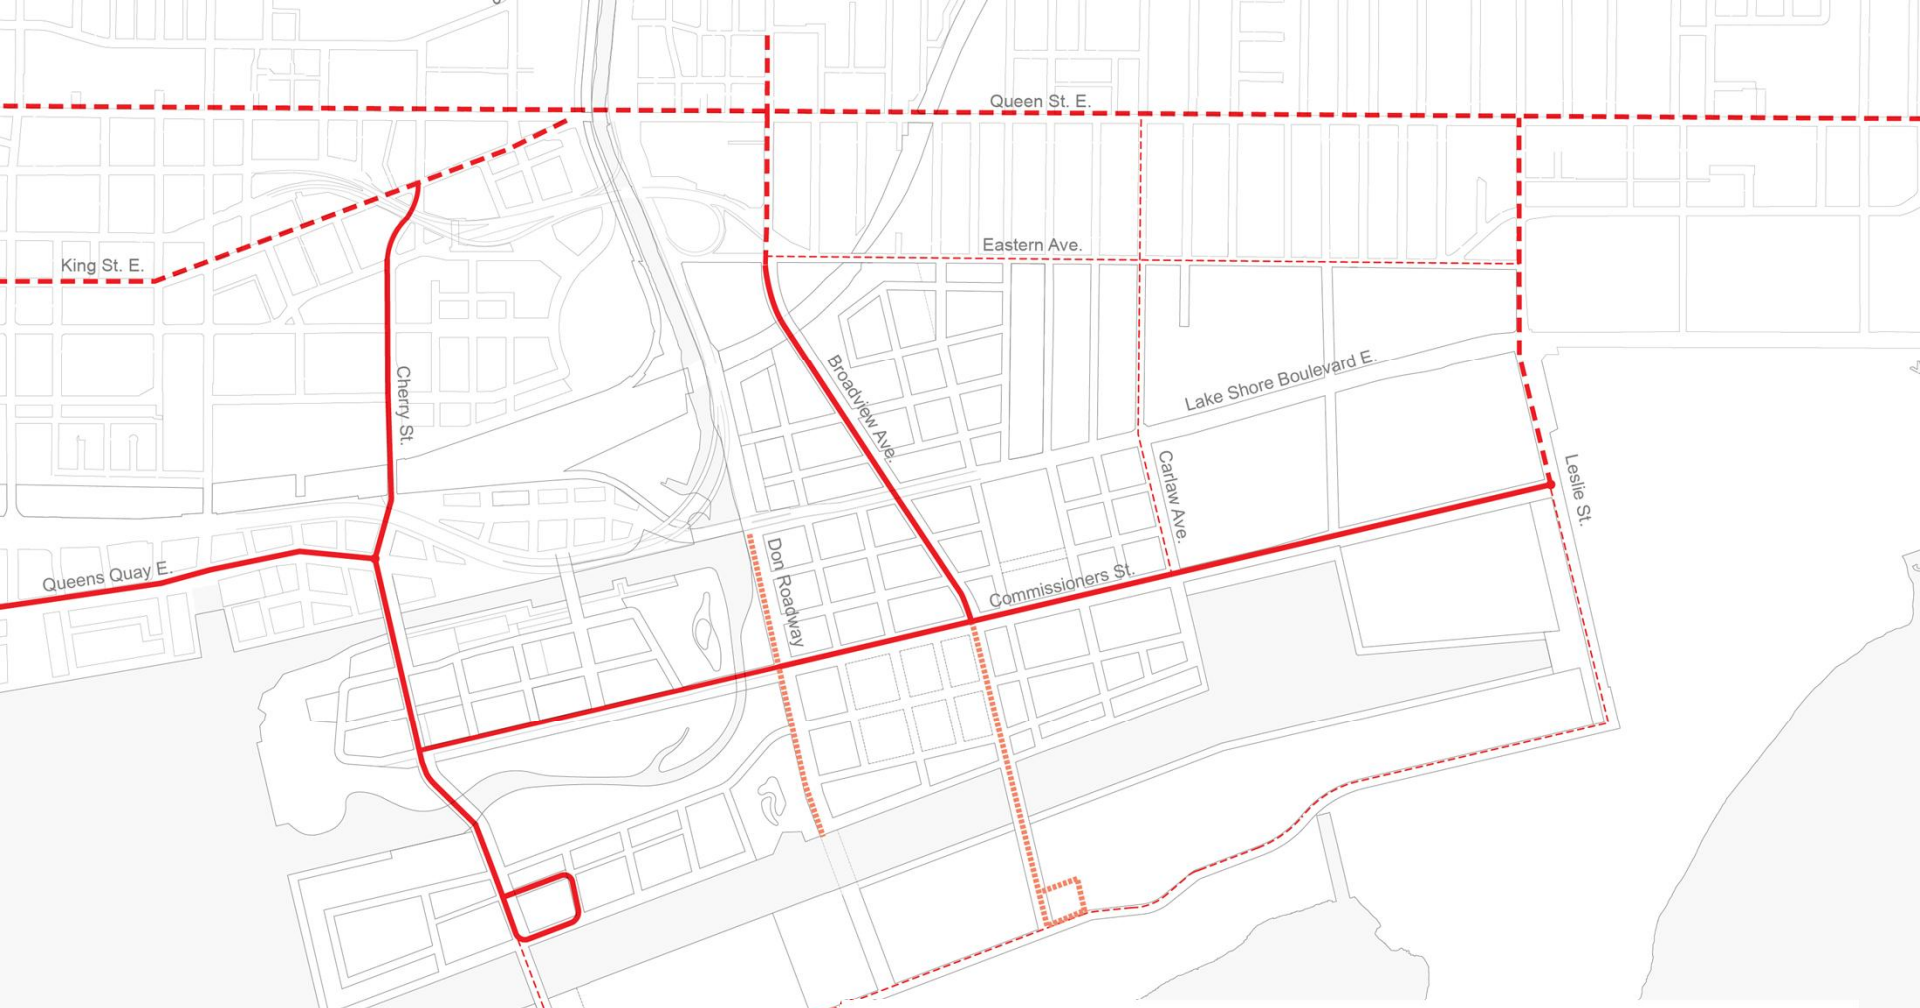 Queen St. E.
Eastern Ave.
King St. E.
Cherry St.
Broadview Ave.
Lake Shore Boulevard E.
Carlaw Ave.
Leslie St.
Queens Quay E.
Don Roadway
Commissioners St.